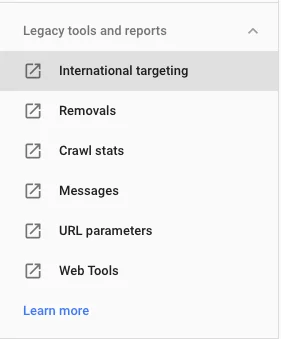 Legacy tools and reports
International targeting
Removals
Crawl stats
Messages
URL parameters
Web Tools
Learn more